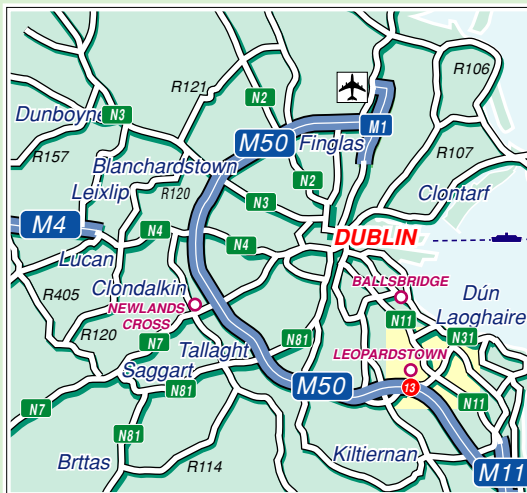 R106
R121
N2
Dunboyne
N3
M1
M50
Finglas
R107
R157
Blanchardstown
N2
Leixlip
R120
Clontarf
N3
M4
N4
N4
DUBLIN
Lucan
BALLSBRIDGE
Clondalkin
R405
Dún
Laoghaire
NEWLANDS
CROSS
N11
R120
N81
N31
N7
Tallaght
LEOPARDSTOWN
Saggart
M50
13
N81
N7
N11
N81
Kiltiernan
Brttas
R114
M11